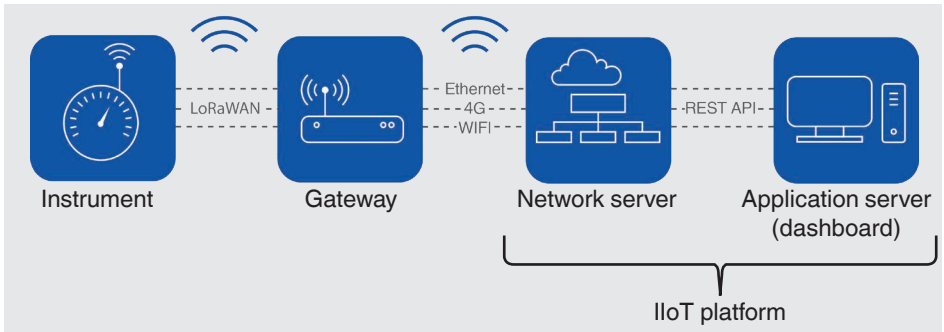 LoRaWAN
Ethernet
4G
WIFI
REST API
Instrument
Gateway
Network server
Application server
(dashboard)
IIoT platform